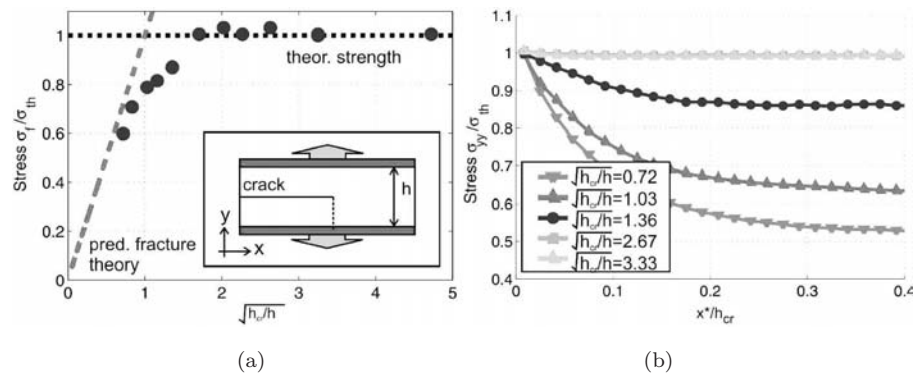 (a)
Stress σf/σth
1
0.8
0.6
0.4
0.2
0
theor. strength
pred. fracture
theory
crack
h
y
x
0 1 2 3 4 5
√hcr/h
(b)
Stress σyy/σth
1
0.9
0.8
0.7
0.6
0.5
0.4
√hcr/h=0.72
√hcr/h=1.03
√hcr/h=1.36
√hcr/h=2.67
√hcr/h=3.33
0 0.1 0.2 0.3 0.4
x*/hcr
(a)
(b)